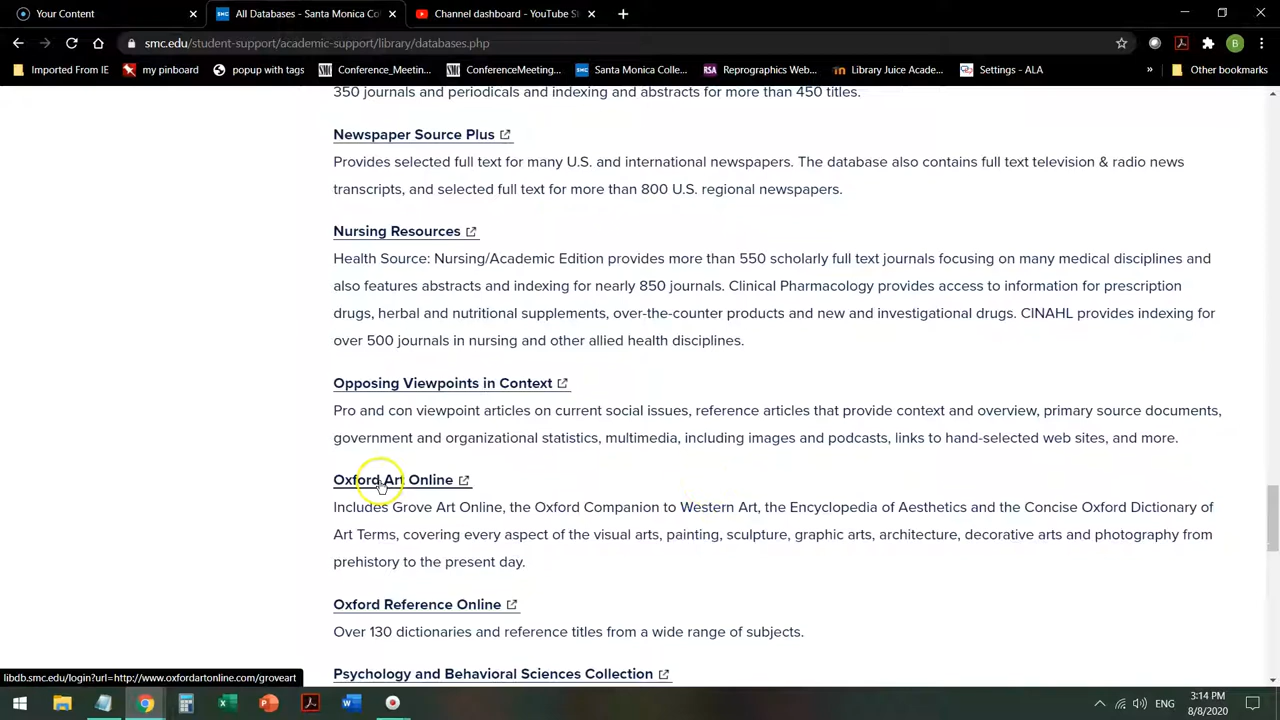 Your Content
All Databases - Santa Monica Co
Channel dashboard - YouTube S
smc.edu/student-support/academic-support/library/databases.php
B
Imported From IE
my pinboard
popup with tags
Conference_Meetin...
ConferenceMeeting...
Santa Monica Colle...
Reprographics Web...
Library Juice Acade...
Settings - ALA
»
Other bookmarks
350 journals and periodicals and indexing and abstracts for more than 450 titles.
Newspaper Source Plus
Provides selected full text for many U.S. and international newspapers. The database also contains full text television & radio news
transcripts, and selected full text for more than 800 U.S. regional newspapers.
Nursing Resources
Health Source: Nursing/Academic Edition provides more than 550 scholarly full text journals focusing on many medical disciplines and
also features abstracts and indexing for nearly 850 journals. Clinical Pharmacology provides access to information for prescription
drugs, herbal and nutritional supplements, over-the-counter products and new and investigational drugs. CINAHL provides indexing for
over 500 journals in nursing and other allied health disciplines.
Opposing Viewpoints in Context
Pro and con viewpoint articles on current social issues, reference articles that provide context and overview, primary source documents,
government and organizational statistics, multimedia, including images and podcasts, links to hand-selected web sites, and more.
Oxford Art Online
Includes Grove Art Online, the Oxford Companion to Western Art, the Encyclopedia of Aesthetics and the Concise Oxford Dictionary of
Art Terms, covering every aspect of the visual arts, painting, sculpture, graphic arts, architecture, decorative arts and photography from
prehistory to the present day.
Oxford Reference Online
Over 130 dictionaries and reference titles from a wide range of subjects.
Psychology and Behavioral Sciences Collection
libdb.smc.edu/login?url=http://www.oxfordartonline.com/groveart
ENG
3:14 PM
8/8/2020